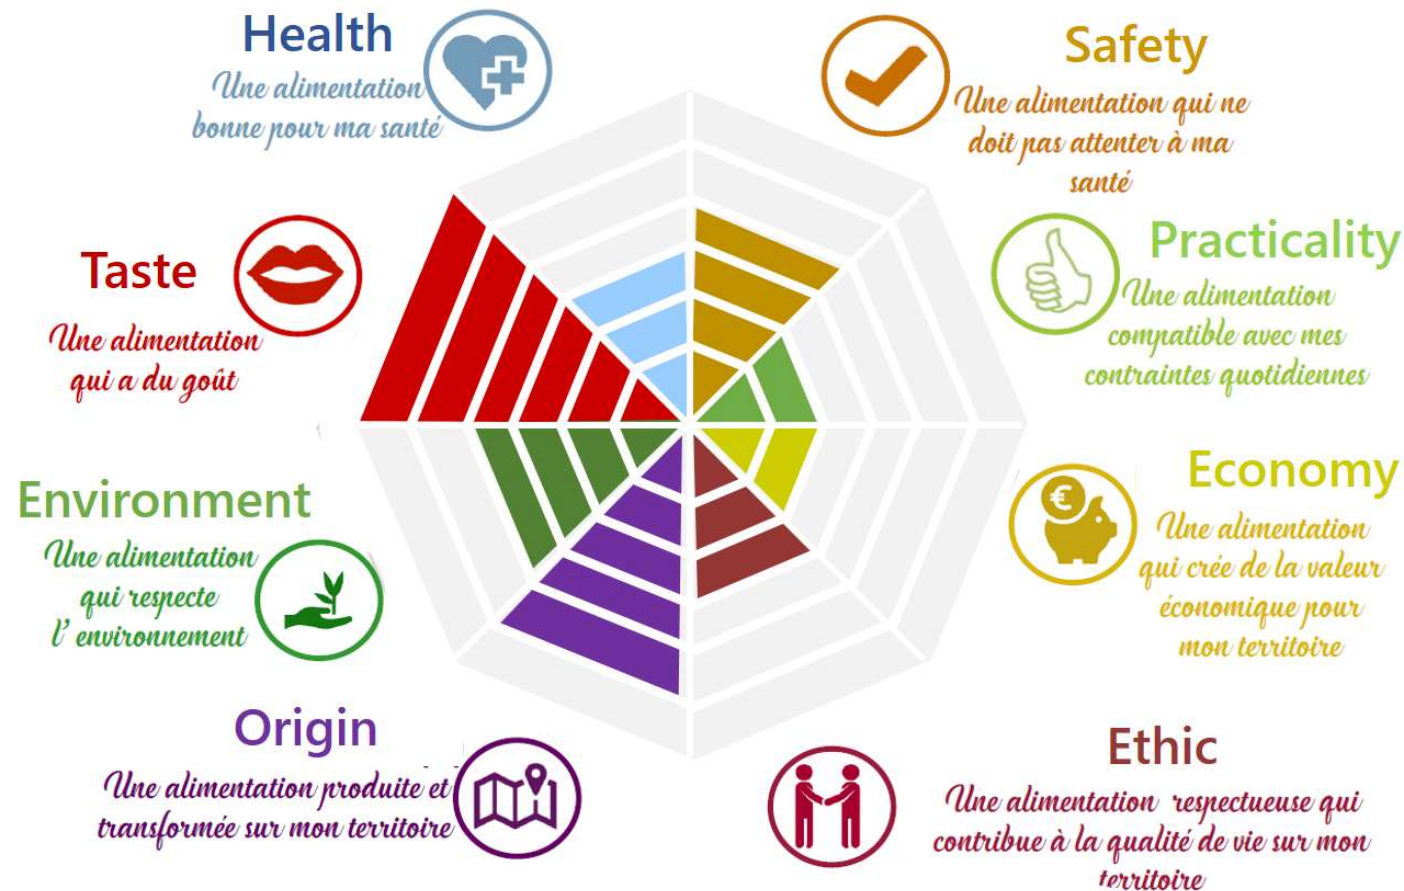 Health
Une alimentation
bonne pour ma santé
Safety
Une alimentation qui ne
doit pas attenter à ma
santé
Taste
Une alimentation
qui a du goût
Practicality
Une alimentation
compatible avec mes
contraintes quotidiennes
Environment
Une alimentation
qui respecte
l' environnement
Economy
€
Une alimentation
qui crée de la valeur
économique pour
mon territoire
Origin
Une alimentation produite et
transformée sur mon territoire
Ethic
Une alimentation respectueuse qui
contribue à la qualité de vie sur mon
territoire